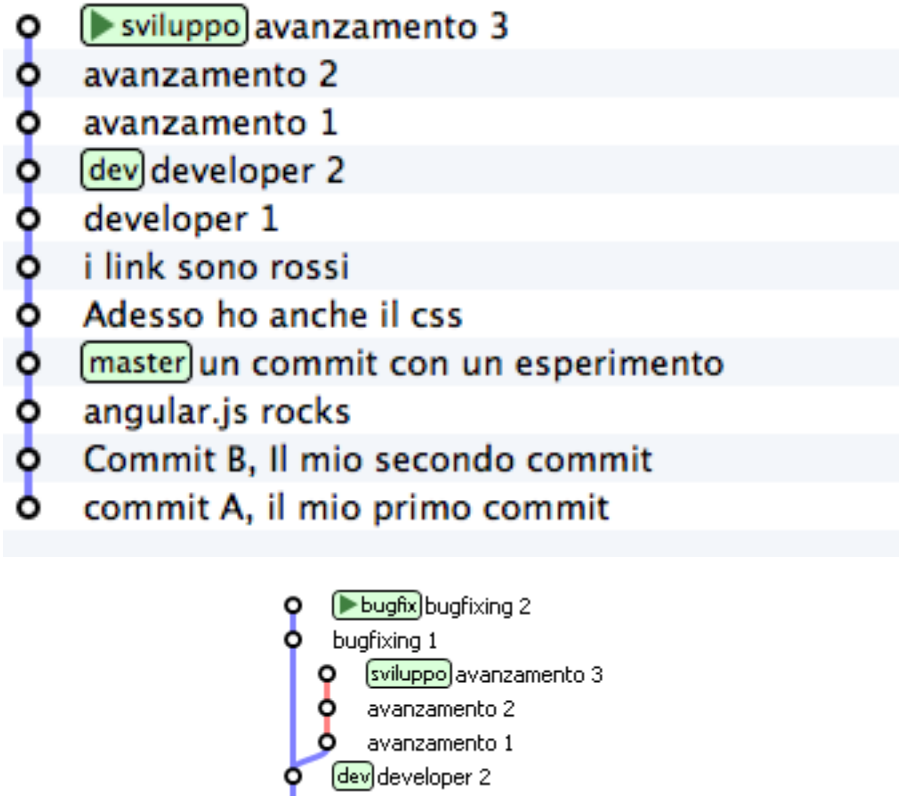 sviluppo avanzamento 3
avanzamento 2
avanzamento 1
dev developer 2
developer 1
i link sono rossi
Adesso ho anche il css
master un commit con un esperimento
angular.js rocks
Commit B, Il mio secondo commit
commit A, il mio primo commit
bugfix bugfixing 2
bugfixing 1
sviluppo avanzamento 3
avanzamento 2
avanzamento 1
dev developer 2